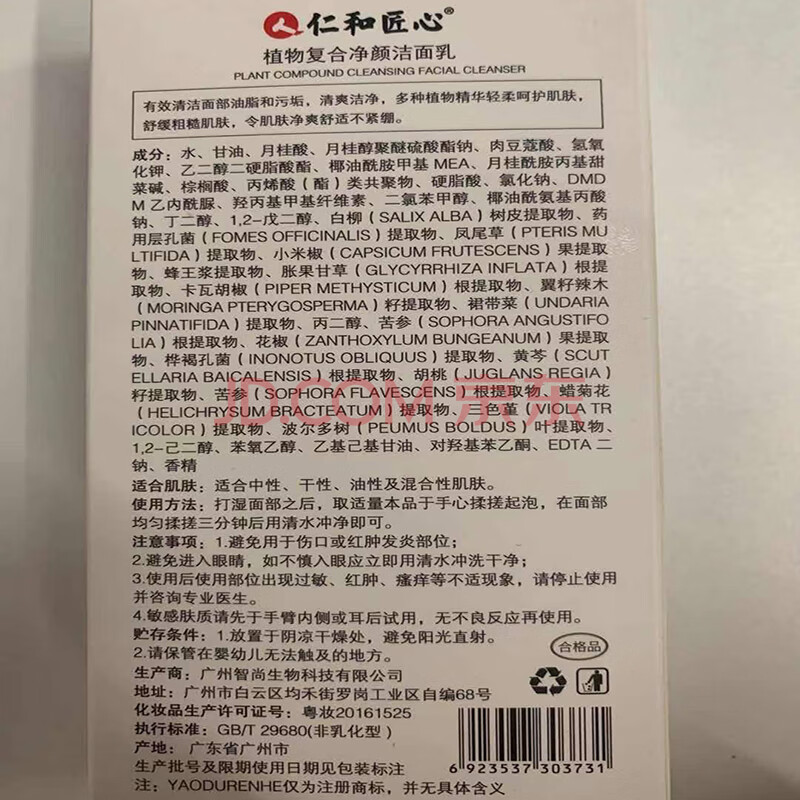 仁和匠心®
植物复合净颜洁面乳
PLANT COMPOUND CLEANSING FACIAL CLEANSER
有效清洁面部油脂和污垢，清爽洁净，多种植物精华轻柔呵护肌肤，
舒缓粗糙肌肤，令肌肤净爽舒适不紧绷。
成分：水、甘油、月桂酸、月桂醇聚醚硫酸酯钠、肉豆蔻酸、氢氧
化钾、乙二醇二硬脂酸酯、椰油酰胺甲基 MEA、月桂酰胺丙基甜
菜碱、棕榈酸、丙烯酸（酯）类共聚物、硬脂酸、氯化钠、DMD
M 乙内酰脲、羟丙基甲基纤维素、二氯苯甲醇、椰油酰氨基丙酸
钠、丁二醇、1,2-戊二醇、白柳（SALIX ALBA）树皮提取物、药
用层孔菌（FOMES OFFICINALIS）提取物、凤尾草（PTERIS MU
LTIFIDA）提取物、小米椒（CAPSICUM FRUTESCENS）果提取
物、蜂王浆提取物、胀果甘草（GLYCYRRHIZA INFLATA）根提
取物、卡瓦胡椒（PIPER METHYSTICUM）根提取物、翼籽辣木
（MORINGA PTERYGOSPERMA）籽提取物、裙带菜（UNDARIA
PINNATIFIDA）提取物、丙二醇、苦参（SOPHORA ANGUSTIFO
LIA）根提取物、花椒（ZANTHOXYLUM BUNGEANUM）果提取
物、桦褐孔菌（INONOTUS OBLIQUUS）提取物、黄芩（SCUT
ELLARIA BAICALENSIS）根提取物、胡桃（JUGLANS REGIA）
籽提取物、苦参（SOPHORA FLAVESCENS）根提取物、蜡菊花
（HELICHRYSUM BRACTEATUM）提取物、三色堇（VIOLA TR
ICOLOR）提取物、波尔多树（PEUMUS BOLDUS）叶提取物、
1,2-己二醇、苯氧乙醇、乙基己基甘油、对羟基苯乙酮、EDTA 二
钠、香精
JD.COM 京东
适合肌肤：适合中性、干性、油性及混合性肌肤。
使用方法：打湿面部之后，取适量本品于手心揉搓起泡，在面部
均匀揉搓三分钟后用清水冲净即可。
注意事项：1.避免用于伤口或红肿发炎部位；
2.避免进入眼睛，如不慎入眼应立即用清水冲洗干净；
3.使用后使用部位出现过敏、红肿、瘙痒等不适现象，请停止使用
并咨询专业医生。
4.敏感肤质请先于手臂内侧或耳后试用，无不良反应再使用。
贮存条件：1.放置于阴凉干燥处，避免阳光直射。
2.请保管在婴幼儿无法触及的地方。
合格品
生产商：广州智尚生物科技有限公司
地址：广州市白云区均禾街罗岗工业区自编68号
化妆品生产许可证号：粤妆20161525
执行标准：GB/T 29680(非乳化型）
产地： 广东省广州市
生产批号及限期使用日期见包装标注
注：YAODURENHE仅为注册商标，并无具体含义
6 923537 303731